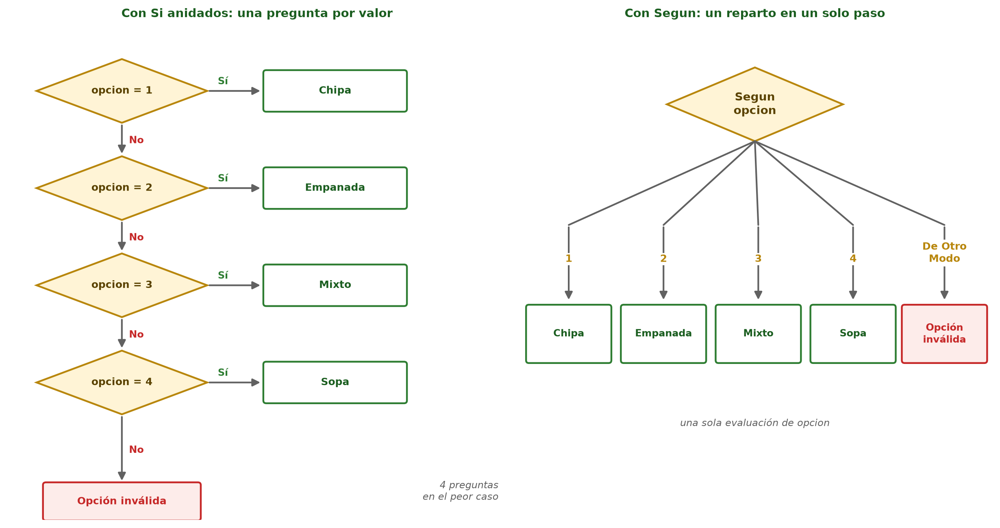 Con Si anidados: una pregunta por valor
opcion = 1
Sí
Chipa
No
opcion = 2
Sí
Empanada
No
opcion = 3
Sí
Mixto
No
opcion = 4
Sí
Sopa
No
Opción inválida
4 preguntas
en el peor caso
Con Segun: un reparto en un solo paso
Segun
opcion
1
2
3
4
De Otro
Modo
Chipa
Empanada
Mixto
Sopa
Opción
inválida
una sola evaluación de opcion